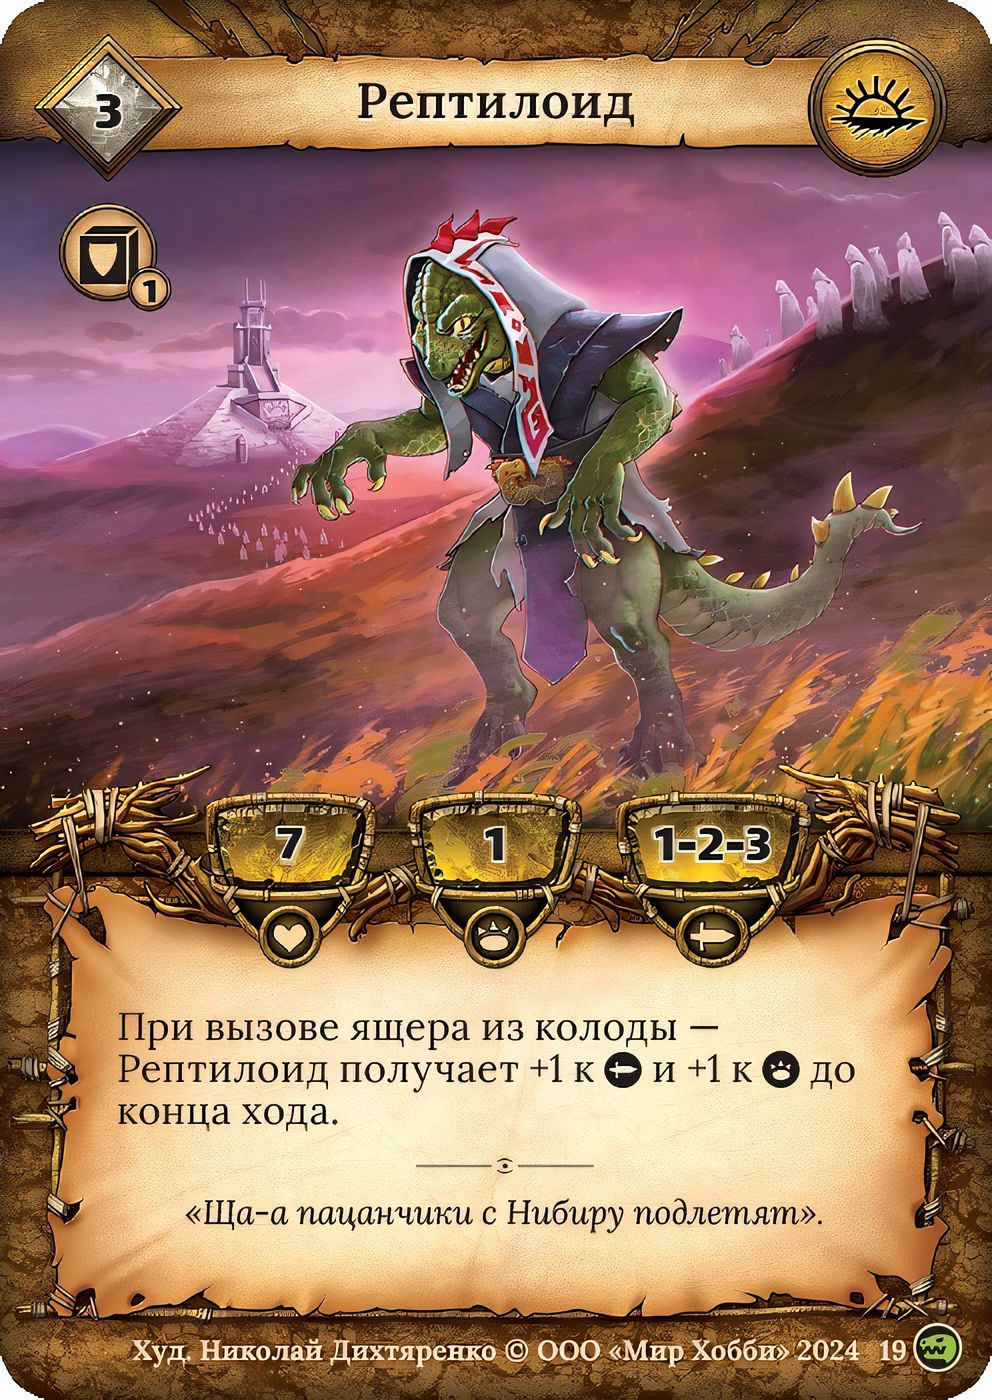 3
Рептилоид
1
7
1
1-2-3
При вызове ящера из колоды —
Рептилоид получает +1 к и +1 к до
конца хода.
«Ща-а пацанчики с Нибиру подлетят».
Худ. Николай Дихтяренко © ООО «Мир Хобби» 2024 19